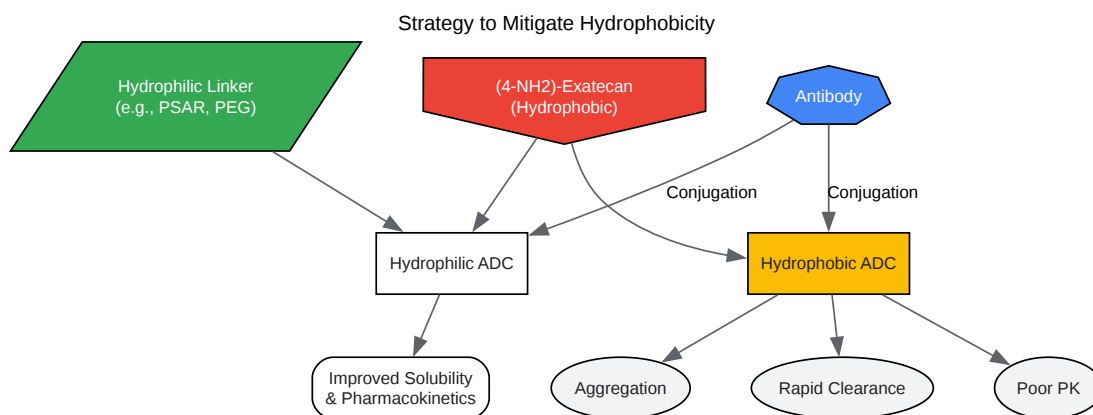 Strategy to Mitigate Hydrophobicity
Hydrophilic Linker
(e.g., PSAR, PEG)
(4-NH2)-Exatecan
(Hydrophobic)
Antibody
Conjugation
Conjugation
Hydrophilic ADC
Hydrophobic ADC
Improved Solubility
& Pharmacokinetics
Aggregation
Rapid Clearance
Poor PK